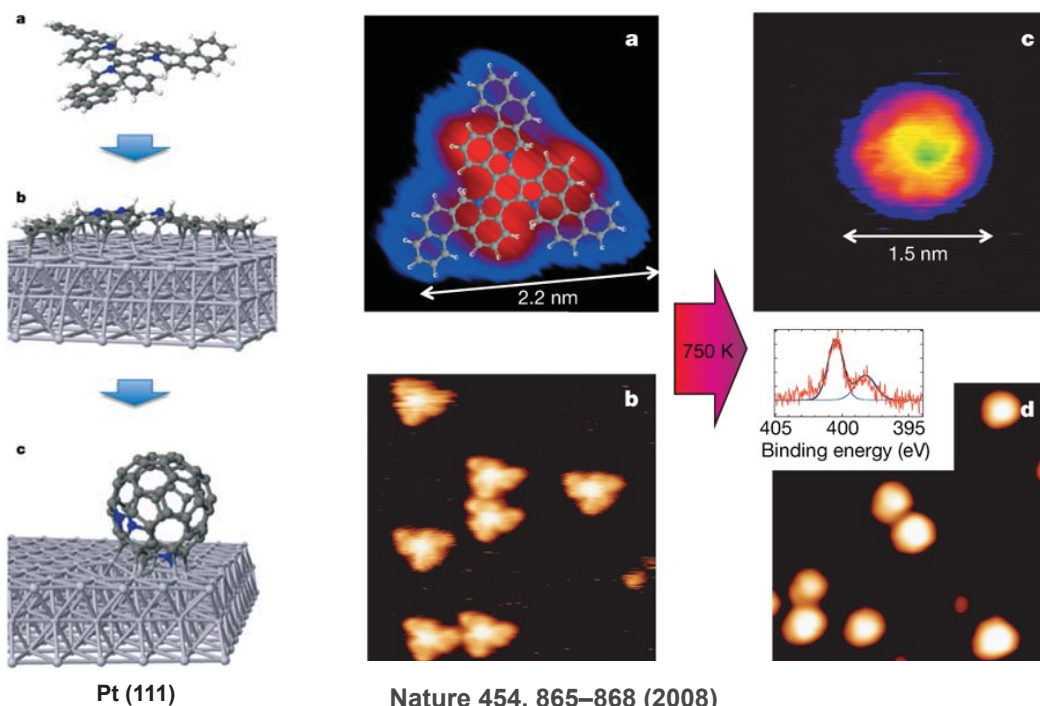 a
b
c
Pt (111)
a
2.2 nm
b
750 K
c
1.5 nm
405
400
395
Binding energy (eV)
d
Nature 454, 865–868 (2008)